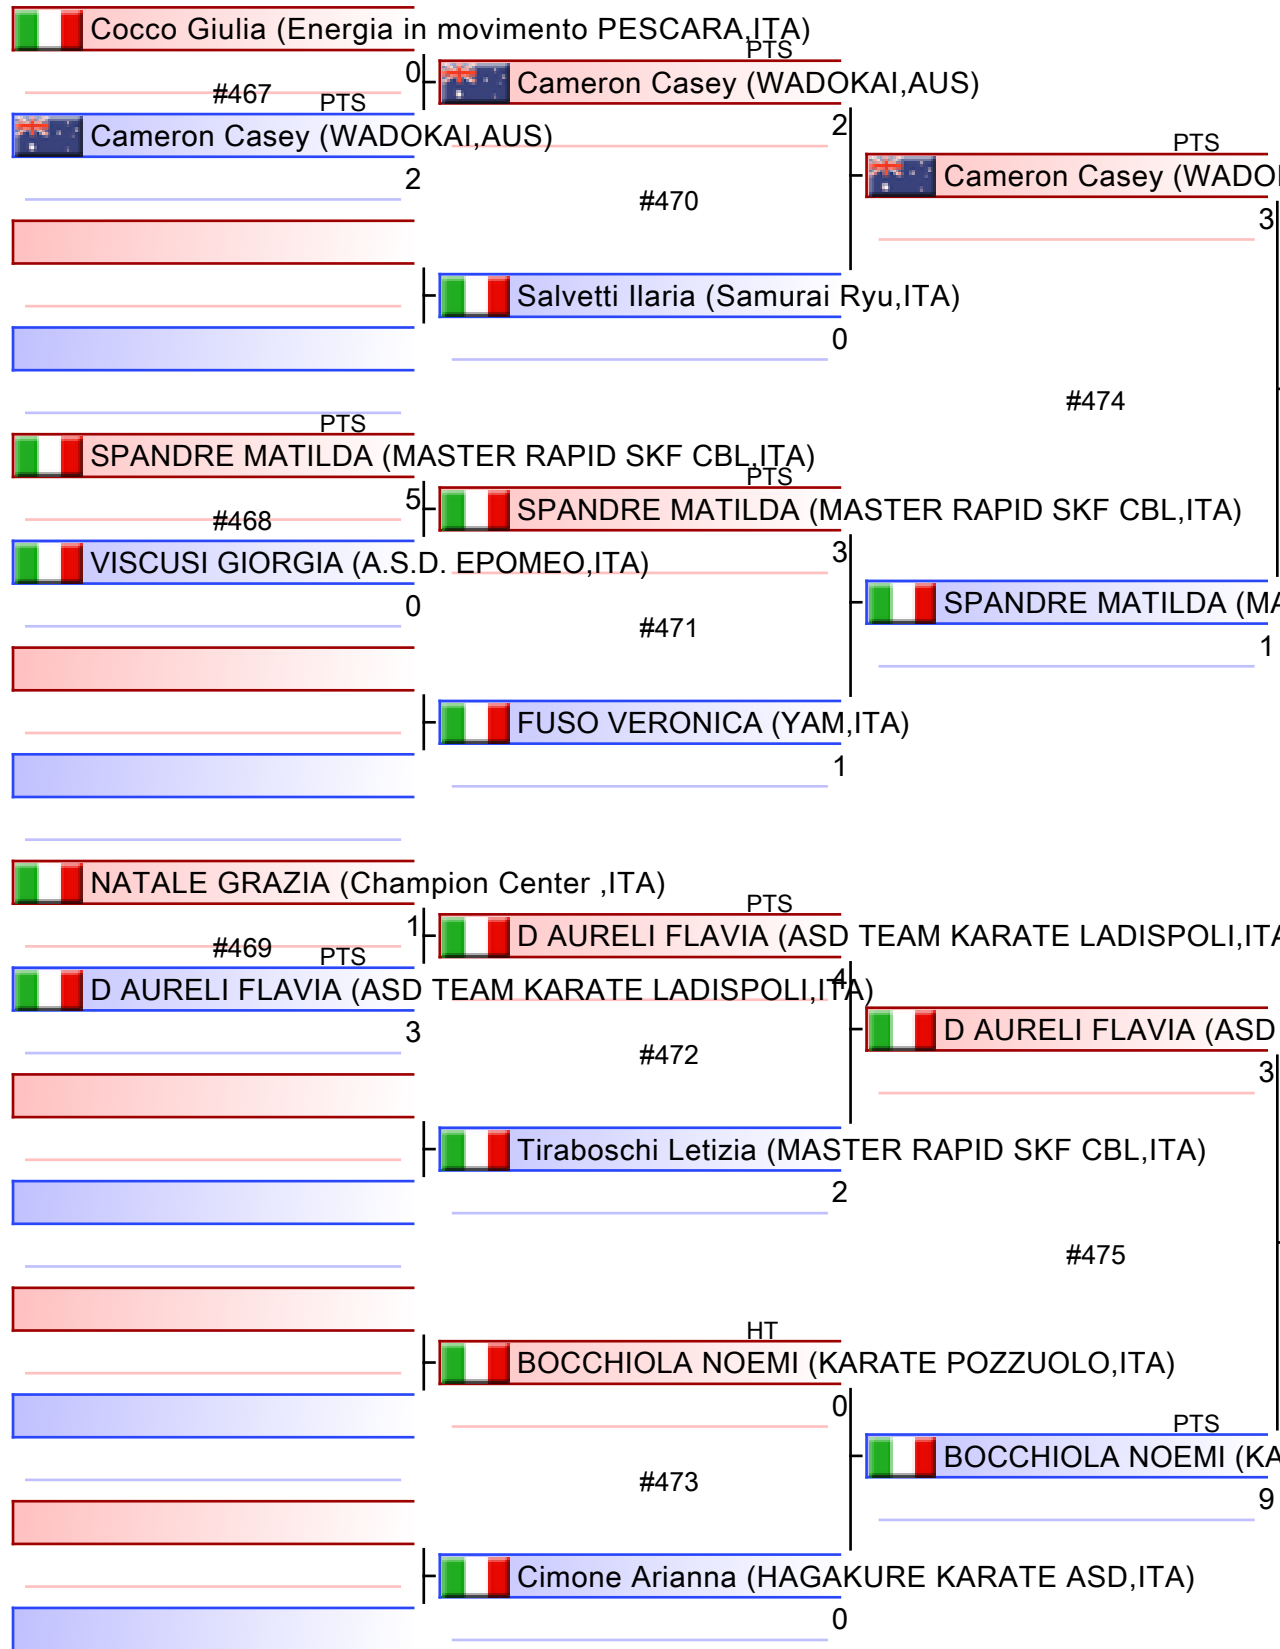 Cocco Giulia (Energia in movimento PESCARA,ITA)
0
#467
PTS
Cameron Casey (WADOKAI,AUS)
2
PTS
SPANDRE MATILDA (MASTER RAPID SKF CBL,ITA)
5
#468
VISCUSI GIORGIA (A.S.D. EPOMEO,ITA)
0
NATALE GRAZIA (Champion Center ,ITA)
1
#469
PTS
D AURELI FLAVIA (ASD TEAM KARATE LADISPOLI,ITA)
3
PTS
Cameron Casey (WADOKAI,AUS)
2
#470
Salvetti Ilaria (Samurai Ryu,ITA)
0
PTS
SPANDRE MATILDA (MASTER RAPID SKF CBL,ITA)
3
#471
FUSO VERONICA (YAM,ITA)
1
PTS
D AURELI FLAVIA (ASD TEAM KARATE LADISPOLI,ITA
4
#472
Tiraboschi Letizia (MASTER RAPID SKF CBL,ITA)
2
HT
BOCCHIOLA NOEMI (KARATE POZZUOLO,ITA)
0
#473
Cimone Arianna (HAGAKURE KARATE ASD,ITA)
0
PTS
Cameron Casey (WADO
3
#474
SPANDRE MATILDA (MA
1
D AURELI FLAVIA (ASD
3
#475
PTS
BOCCHIOLA NOEMI (KA
9